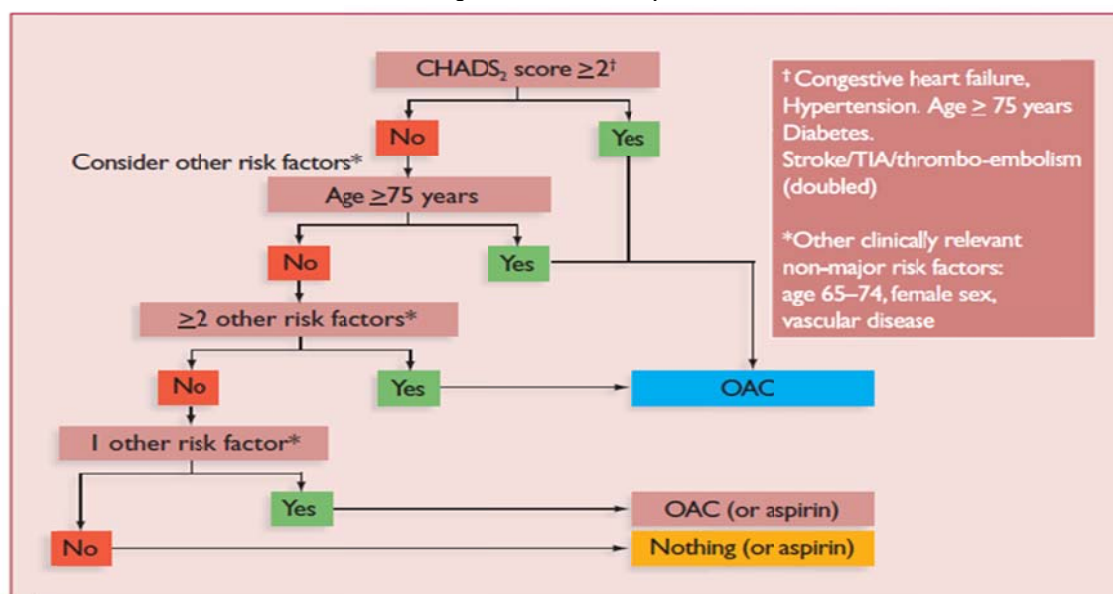 CHADS₂ score ≥2†
No
Yes
Consider other risk factors*
Age ≥75 years
No
Yes
≥2 other risk factors*
No
Yes
OAC
1 other risk factor*
Yes
OAC (or aspirin)
No
Nothing (or aspirin)
† Congestive heart failure,
Hypertension. Age ≥ 75 years
Diabetes.
Stroke/TIA/thrombo-embolism
(doubled)
*Other clinically relevant
non-major risk factors:
age 65–74, female sex,
vascular disease